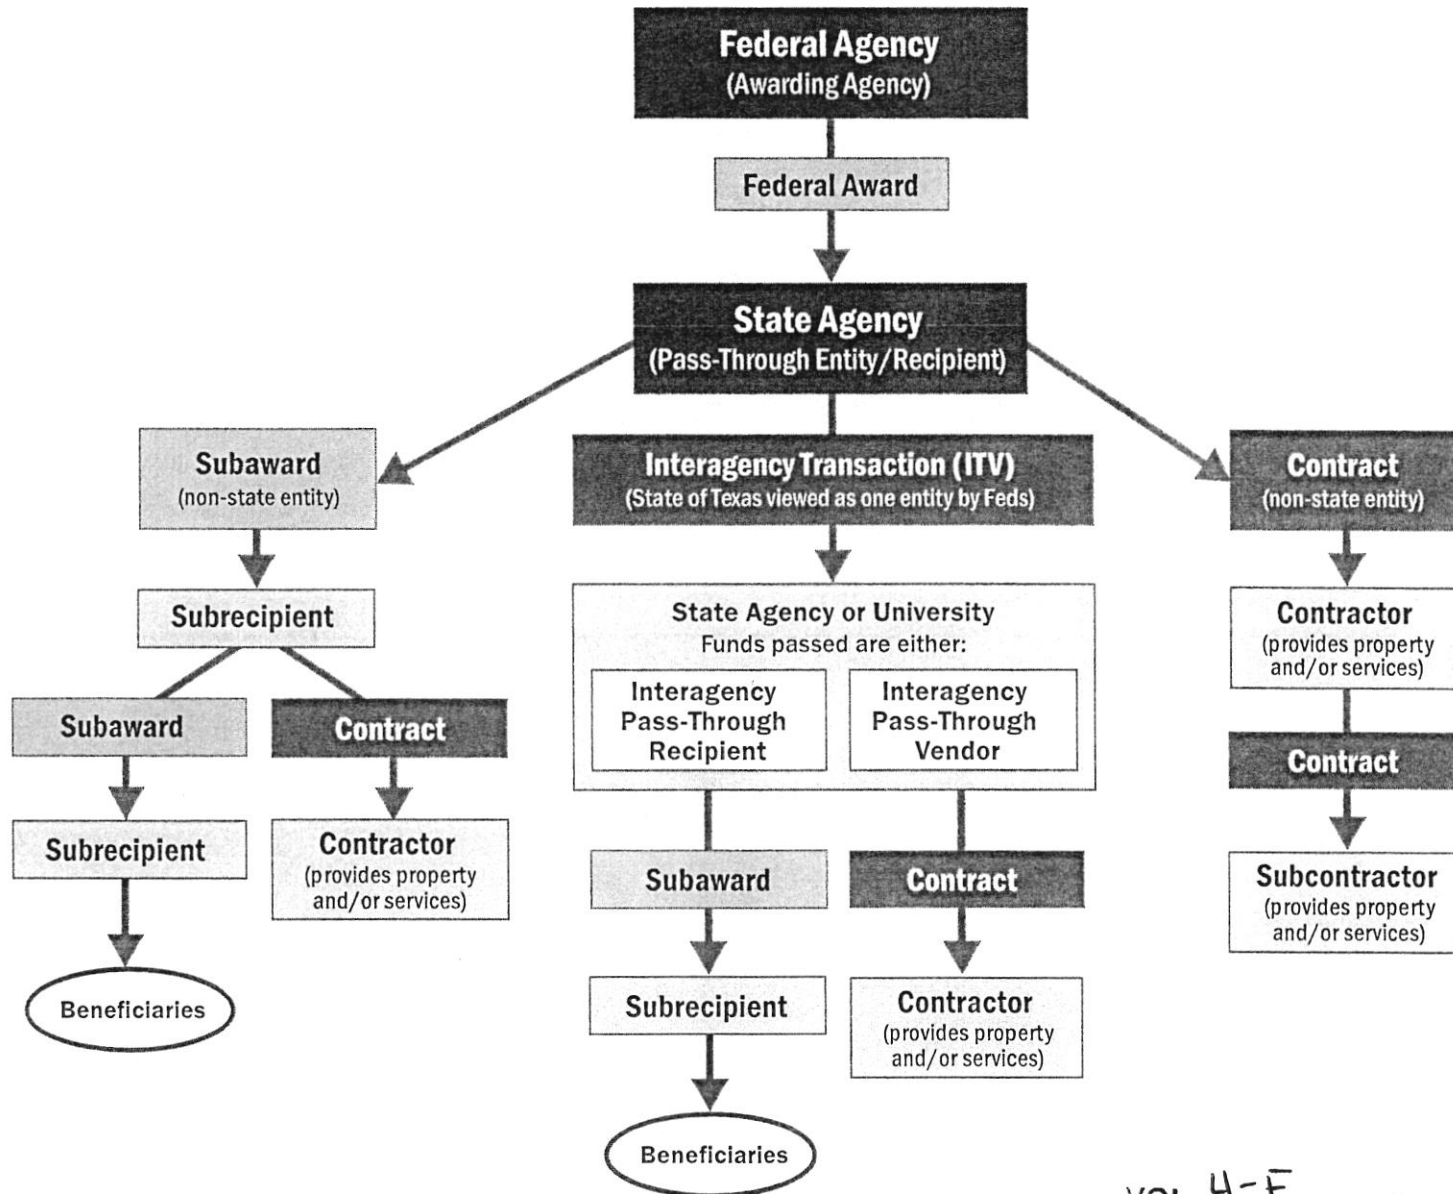 Federal Agency
(Awarding Agency)
Federal Award
State Agency
(Pass-Through Entity/Recipient)
Subaward
(non-state entity)
Interagency Transaction (ITV)
(State of Texas viewed as one entity by Feds)
Contract
(non-state entity)
Subrecipient
State Agency or University
Funds passed are either:
Interagency
Pass-Through
Recipient
Interagency
Pass-Through
Vendor
Contractor
(provides property
and/or services)
Subaward
Contract
Contract
Subrecipient
Contractor
(provides property
and/or services)
Subaward
Contract
Subcontractor
(provides property
and/or services)
Beneficiaries
Subrecipient
Contractor
(provides property
and/or services)
Beneficiaries